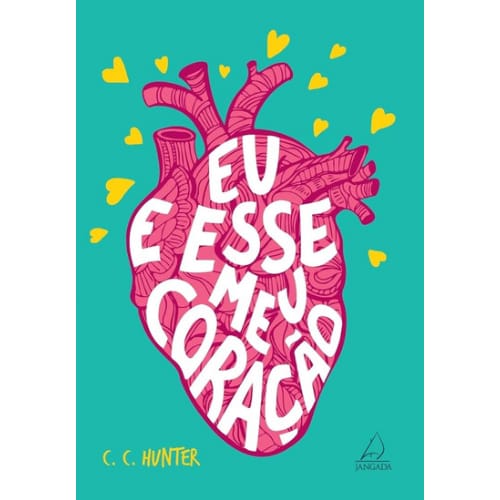 EU
E ESSE
MEU
CORAÇÃO
C. C. HUNTER
JANGADA